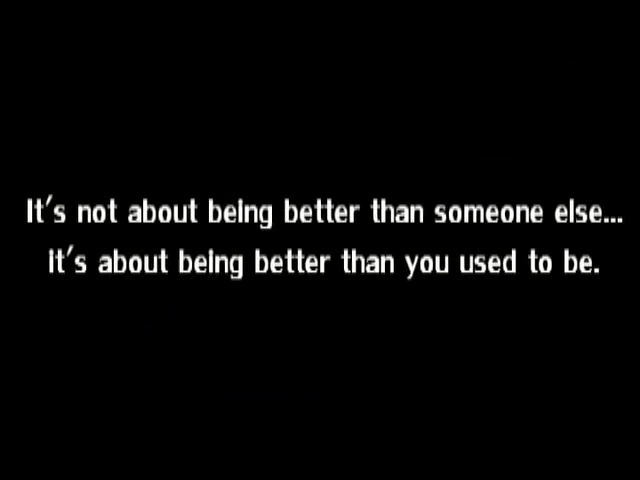 It's not about being better than someone else...
it's about being better than you used to be.